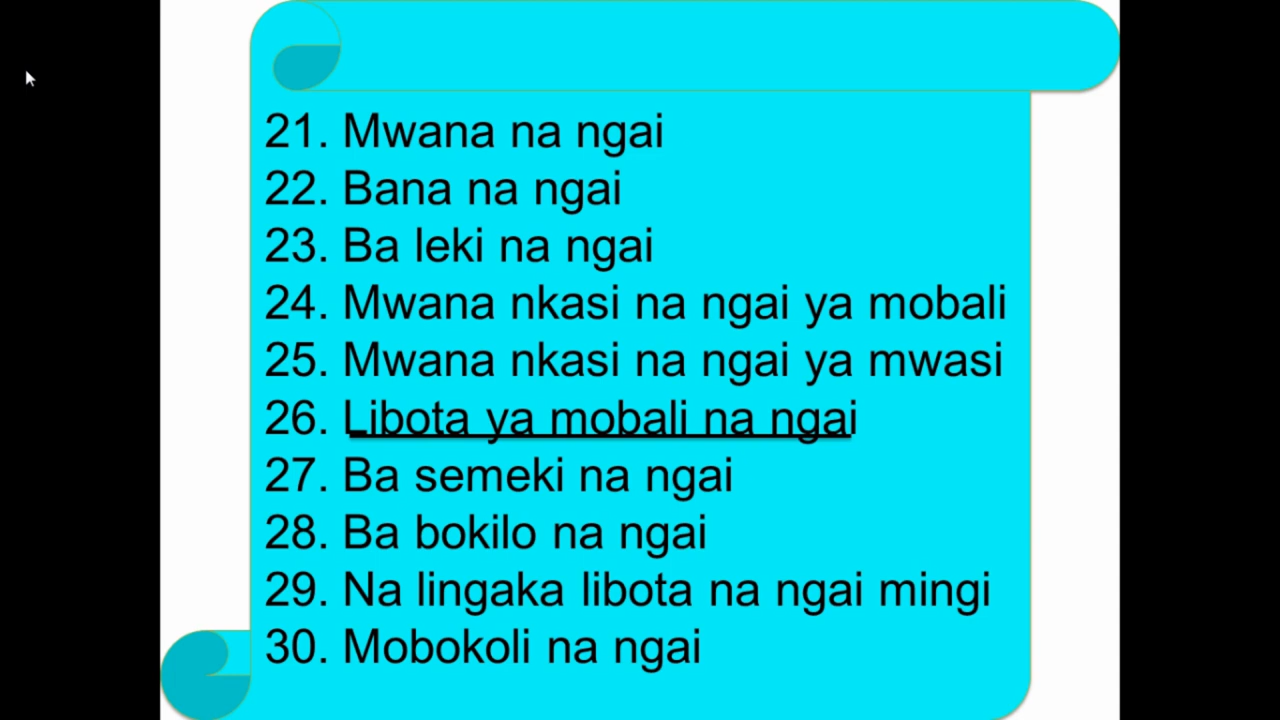 21. Mwana na ngai
22. Bana na ngai
23. Ba leki na ngai
24. Mwana nkasi na ngai ya mobali
25. Mwana nkasi na ngai ya mwasi
26. Libota ya mobali na ngai
27. Ba semeki na ngai
28. Ba bokilo na ngai
29. Na lingaka libota na ngai mingi
30. Mobokoli na ngai